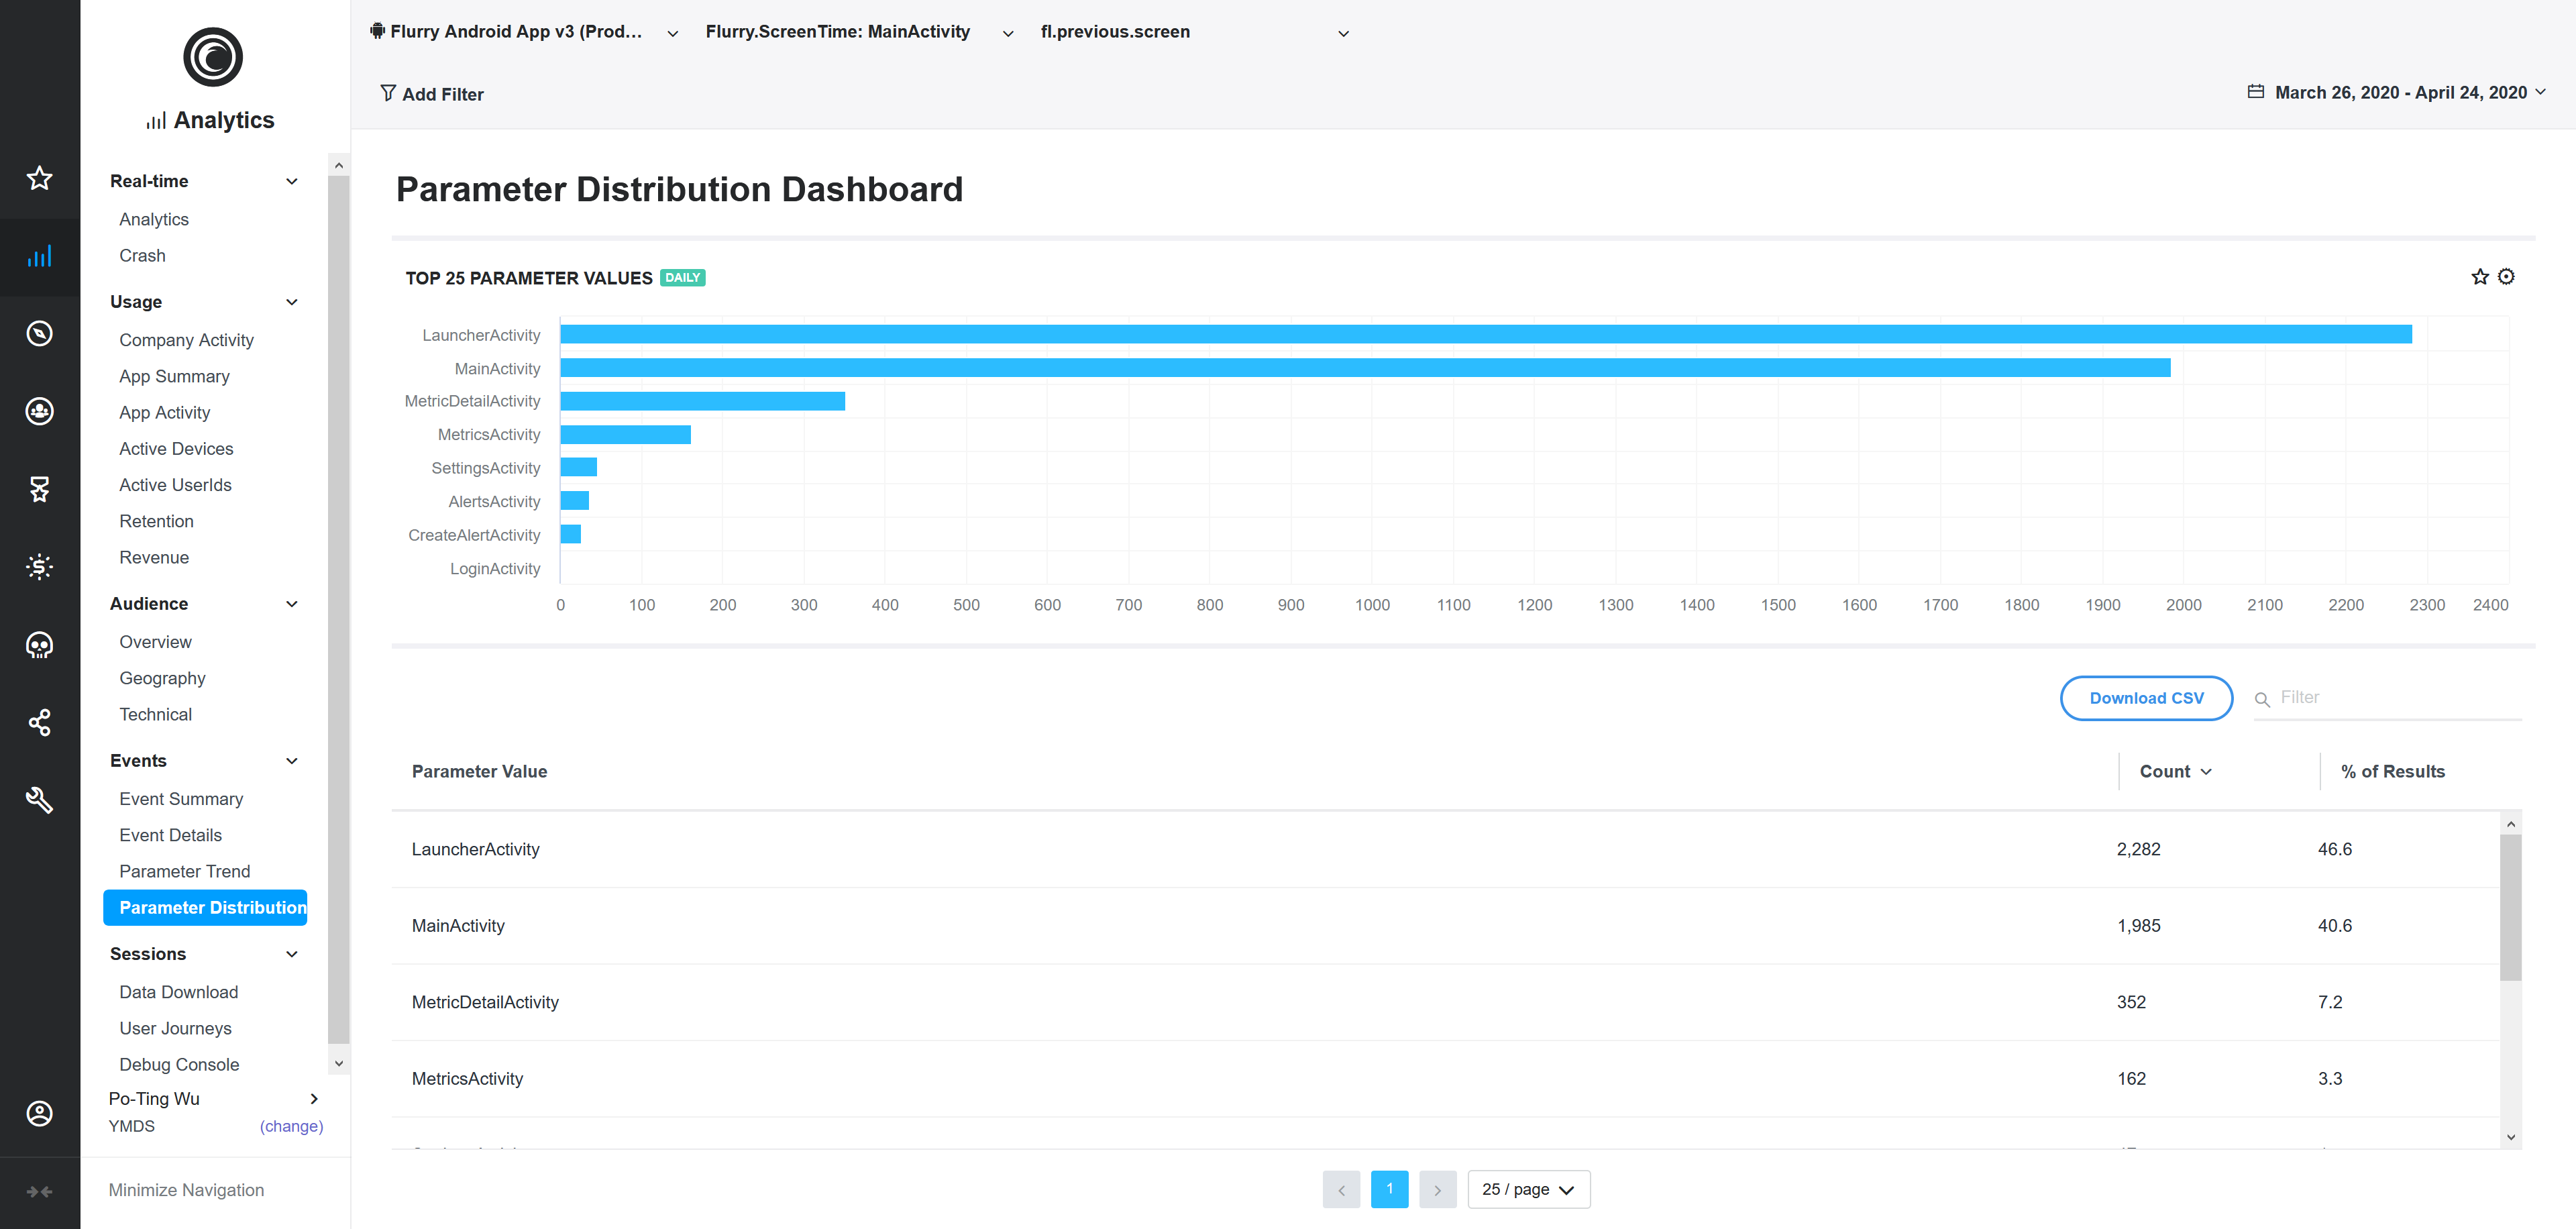 Analytics
Real-time
Analytics
Crash
Usage
Company Activity
App Summary
App Activity
Active Devices
Active UserIds
Retention
Revenue
Audience
Overview
Geography
Technical
Events
Event Summary
Event Details
Parameter Trend
Parameter Distribution
Sessions
Data Download
User Journeys
Debug Console
Po-Ting Wu
YMDS (change)
Minimize Navigation
Flurry Android App v3 (Prod... Flurry.ScreenTime: MainActivity fl.previous.screen
Add Filter March 26, 2020 - April 24, 2020
Parameter Distribution Dashboard
TOP 25 PARAMETER VALUES DAILY
LauncherActivity
MainActivity
MetricDetailActivity
MetricsActivity
SettingsActivity
AlertsActivity
CreateAlertActivity
LoginActivity
0 100 200 300 400 500 600 700 800 900 1000 1100 1200 1300 1400 1500 1600 1700 1800 1900 2000 2100 2200 2300 2400
Download CSV Filter
Parameter Value Count % of Results
LauncherActivity 2,282 46.6
MainActivity 1,985 40.6
MetricDetailActivity 352 7.2
MetricsActivity 162 3.3
1 25 / page